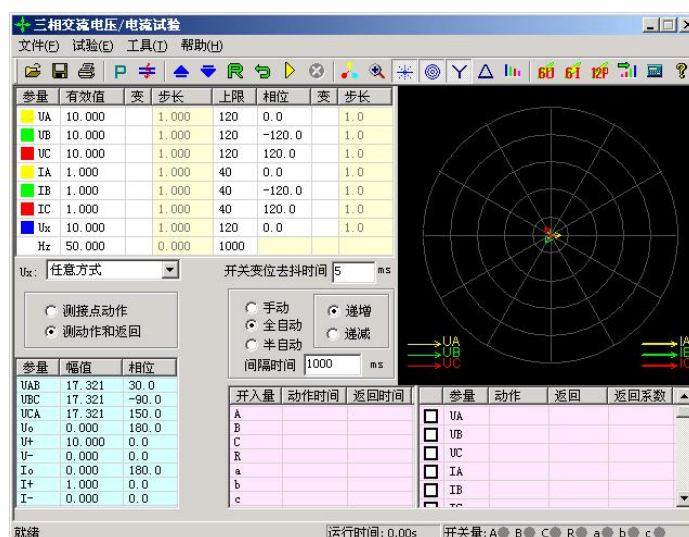 三相交流电压/电流试验
文件(F) 试验(E) 工具(T) 帮助(H)
P R 6U 6I 12P ?
参量 有效值 变 步长 上限 相位 变 步长
UA 10.000 1.000 120 0.0 1.0
UB 10.000 1.000 120 -120.0 1.0
UC 10.000 1.000 120 120.0 1.0
IA 1.000 1.000 40 0.0 1.0
IB 1.000 1.000 40 -120.0 1.0
IC 1.000 1.000 40 120.0 1.0
Ux 10.000 1.000 120 0.0 1.0
Hz 50.000 0.000 1000
UA IA
UB IB
UC IC
Ux: 任意方式 开关变位去抖时间 5 ms
测接点动作
测动作和返回
手动
全自动
半自动
递增
递减
间隔时间 1000 ms
参量 幅值 相位
UAB 17.321 30.0
UBC 17.321 -90.0
UCA 17.321 150.0
Uo 0.000 180.0
U+ 10.000 0.0
U- 0.000 0.0
Io 0.000 180.0
I+ 1.000 0.0
I- 0.000 0.0
开入量 动作时间 返回时间
A
B
C
R
a
b
c
参量 动作 返回 返回系数
UA
UB
UC
IA
IB
IC
就绪 运行时间: 0.00s 开关量: A B C R a b c